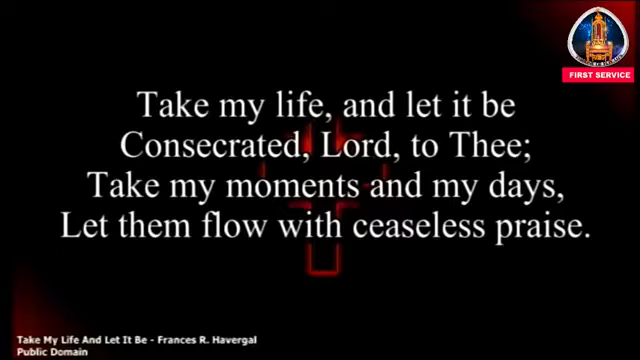 FIRST SERVICE
Take my life, and let it be
Consecrated, Lord, to Thee;
Take my moments and my days,
Let them flow with ceaseless praise.
Take My Life And Let It Be - Frances R. Havergal
Public Domain